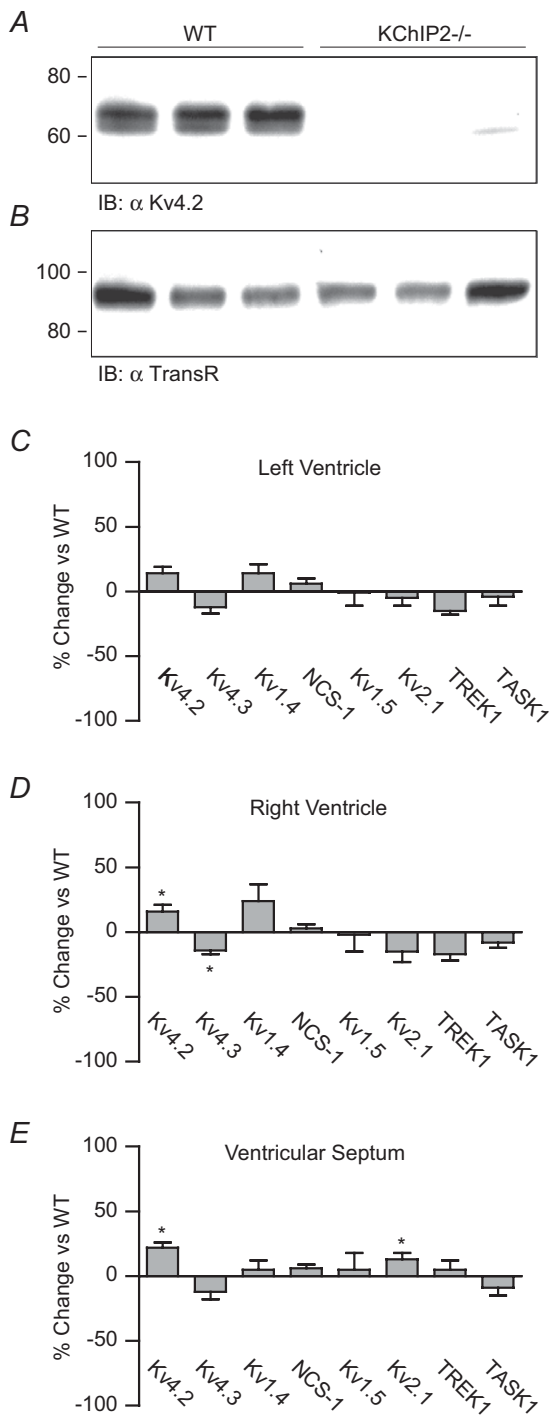 A
WT KChIP2-/-
80
60
IB: α Kv4.2
B
100
80
IB: α TransR
C
Left Ventricle
% Change vs WT
100
50
0
-50
-100
Kv4.2 Kv4.3 Kv1.4 NCS-1 Kv1.5 Kv2.1 TREK1 TASK1
D
Right Ventricle
% Change vs WT
100
50
0
-50
-100
*
*
Kv4.2 Kv4.3 Kv1.4 NCS-1 Kv1.5 Kv2.1 TREK1 TASK1
E
Ventricular Septum
% Change vs WT
100
50
0
-50
-100
* *
Kv4.2 Kv4.3 Kv1.4 NCS-1 Kv1.5 Kv2.1 TREK1 TASK1